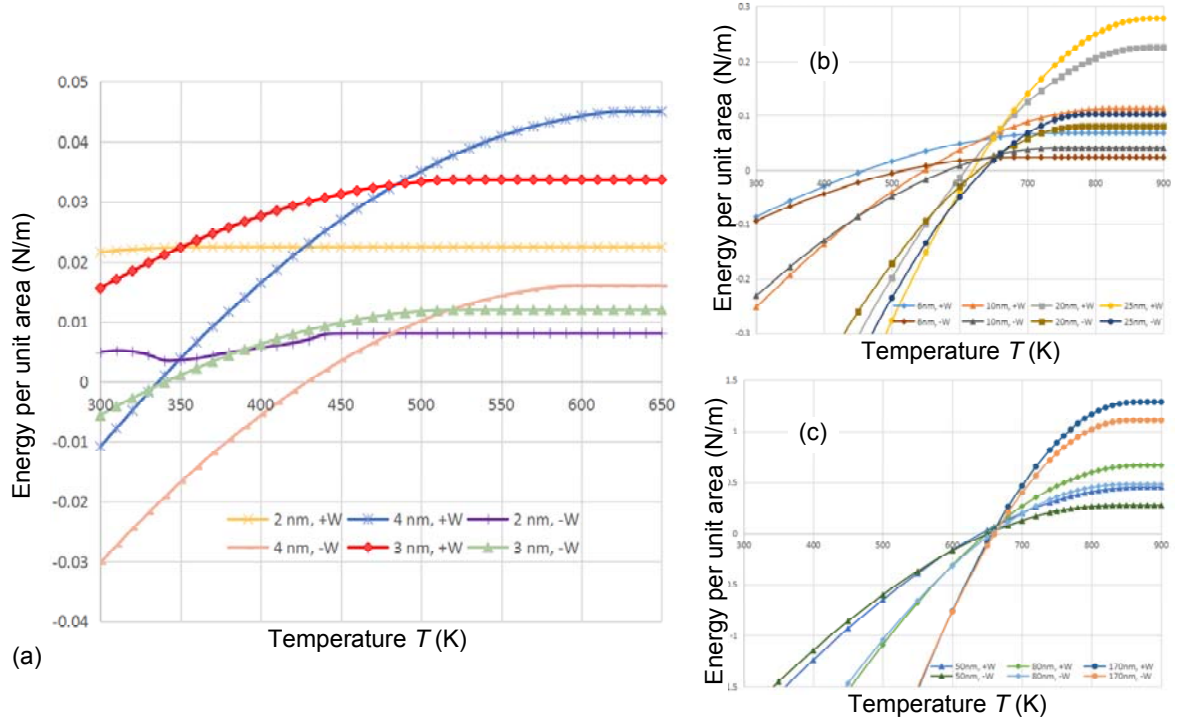 Energy per unit area (N/m)
0.05
0.04
0.03
0.02
0.01
0
-0.01
-0.02
-0.03
-0.04
300 350 400 450 500 550 600 650
2 nm, +W 4 nm, +W 2 nm, -W
4 nm, -W 3 nm, +W 3 nm, -W
Temperature T (K)
(a)
Energy per unit area (N/m)
(b)
0.3
0.2
0.1
0
-0.1
-0.2
-0.3
300 400 500 600 700 800 900
6nm, +W 10nm, +W 20nm, +W 25nm, +W
6nm, -W 10nm, -W 20nm, -W 25nm, -W
Temperature T (K)
Energy per unit area (N/m)
(c)
1.5
1
0
-1
300 400 500 600 700 800 900
50nm, +W 80nm, +W 170nm, +W
50nm, -W 80nm, -W 170nm, -W
Temperature T (K)